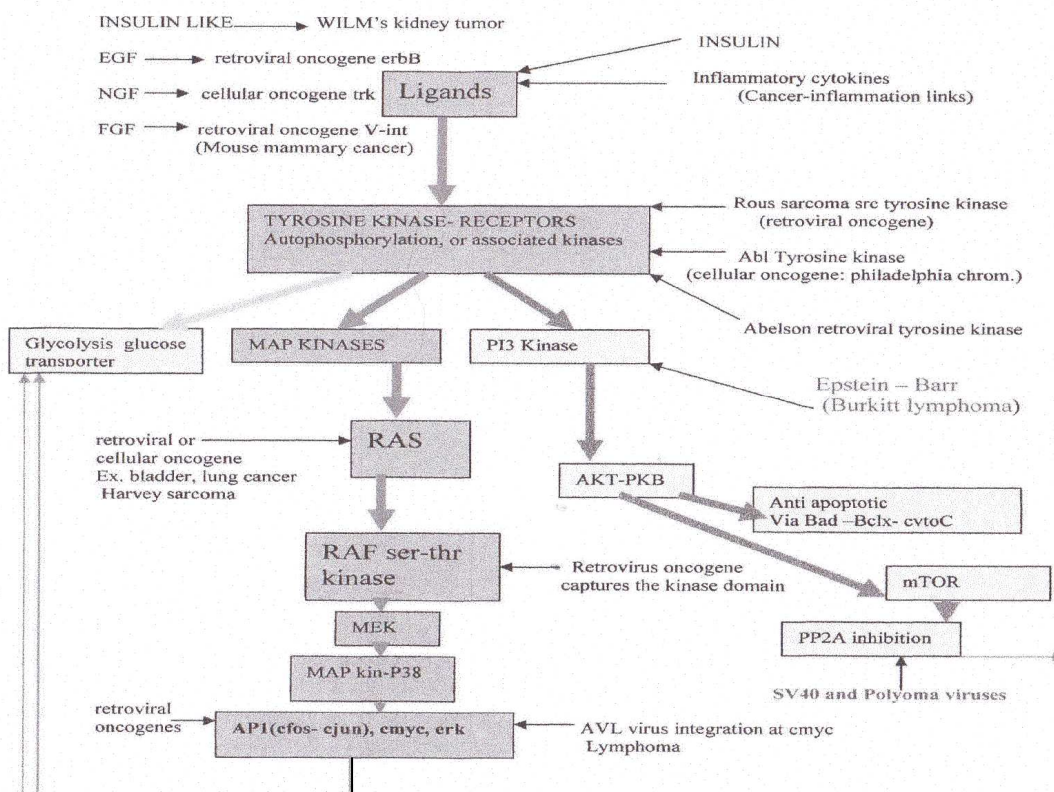 INSULIN LIKE
WILM's kidney tumor
EGF
retroviral oncogene erbB
NGF
cellular oncogene trk
FGF
retroviral oncogene V-int
(Mouse mammary cancer)
Ligands
INSULIN
Inflammatory cytokines
(Cancer-inflammation links)
TYROSINE KINASE- RECEPTORS
Autophosphorylation, or associated kinases
Rous sarcoma src tyrosine kinase
(retroviral oncogene)
Abl Tyrosine kinase
(cellular oncogene: philadelphia chrom.)
Abelson retroviral tyrosine kinase
Glycolysis glucose
transporter
MAP KINASES
PI3 Kinase
Epstein – Barr
(Burkitt lymphoma)
retroviral or
cellular oncogene
Ex. bladder, lung cancer
Harvey sarcoma
RAS
AKT-PKB
Anti apoptotic
Via Bad –Bclx- cytoC
RAF ser-thr
kinase
Retrovirus oncogene
captures the kinase domain
mTOR
MEK
PP2A inhibition
MAP kin-P38
SV40 and Polyoma viruses
retroviral
oncogenes
AP1(cfos- cjun), cmyc, erk
AVL virus integration at cmyc
Lymphoma